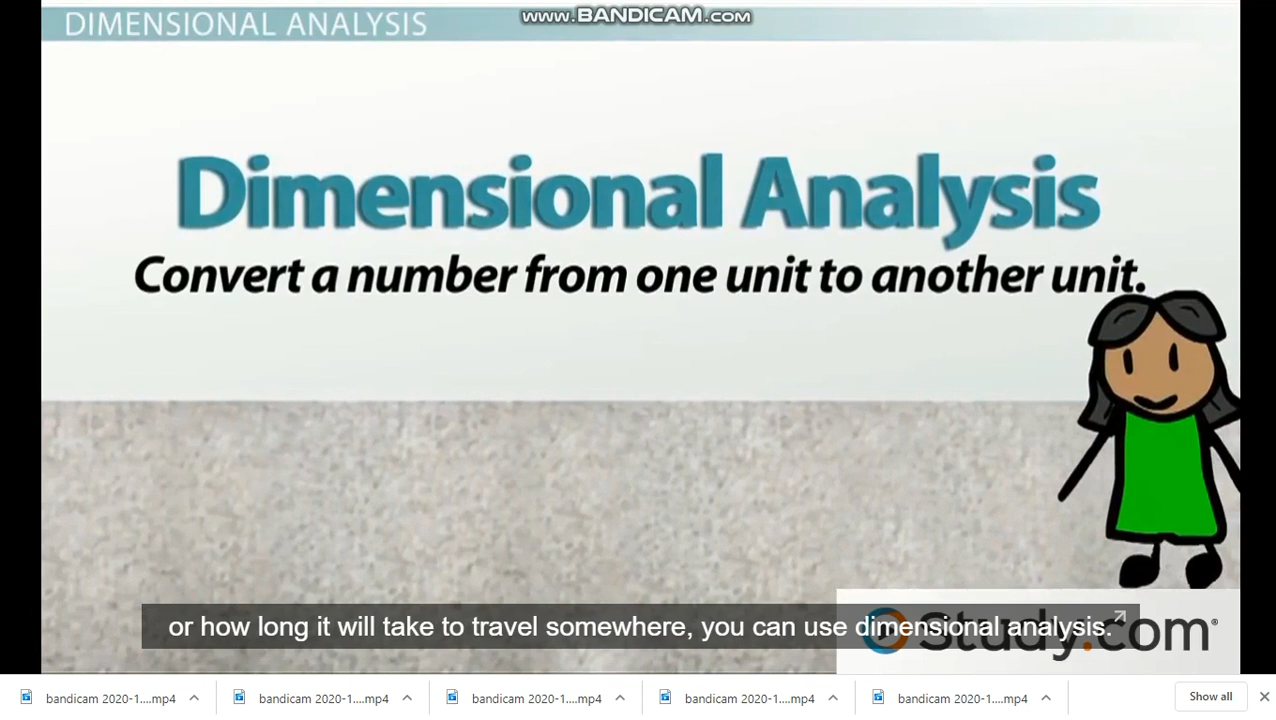 DIMENSIONAL ANALYSIS
www.BANDICAM.com
Dimensional Analysis
Convert a number from one unit to another unit.
or how long it will take to travel somewhere, you can use dimensional analysis.
Study.com®
bandicam 2020-1....mp4
bandicam 2020-1....mp4
bandicam 2020-1....mp4
bandicam 2020-1....mp4
bandicam 2020-1....mp4
Show all